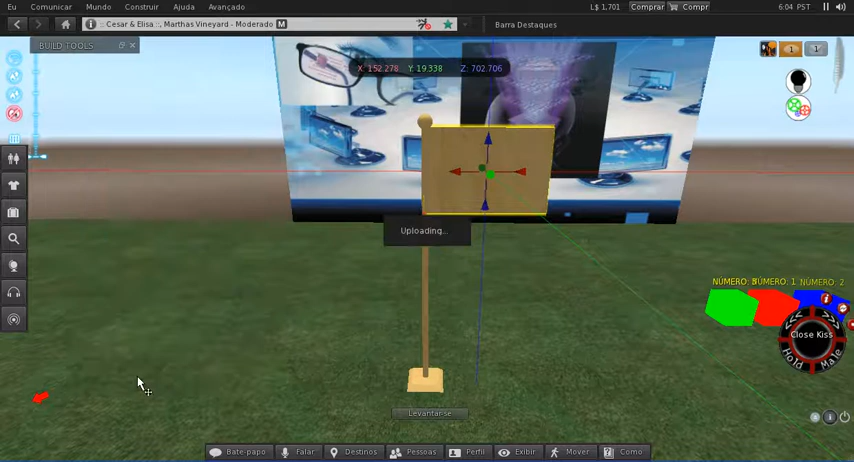 Eu Comunicar Mundo Construir Ajuda Avançado L$ 1,701 Comprar Compr 6:04 PST
:: Cesar & Elisa ::, Marthas Vineyard - Moderado M Barra Destaques
BUILD TOOLS
X: 152.278 Y: 19.338 Z: 702.706
Uploading...
NÚMERO: NÚMERO: 1 NÚMERO: 2
Close Kiss
Hold Male
Levantar-se
Bate-papo Falar Destinos Pessoas Perfil Exibir Mover Como